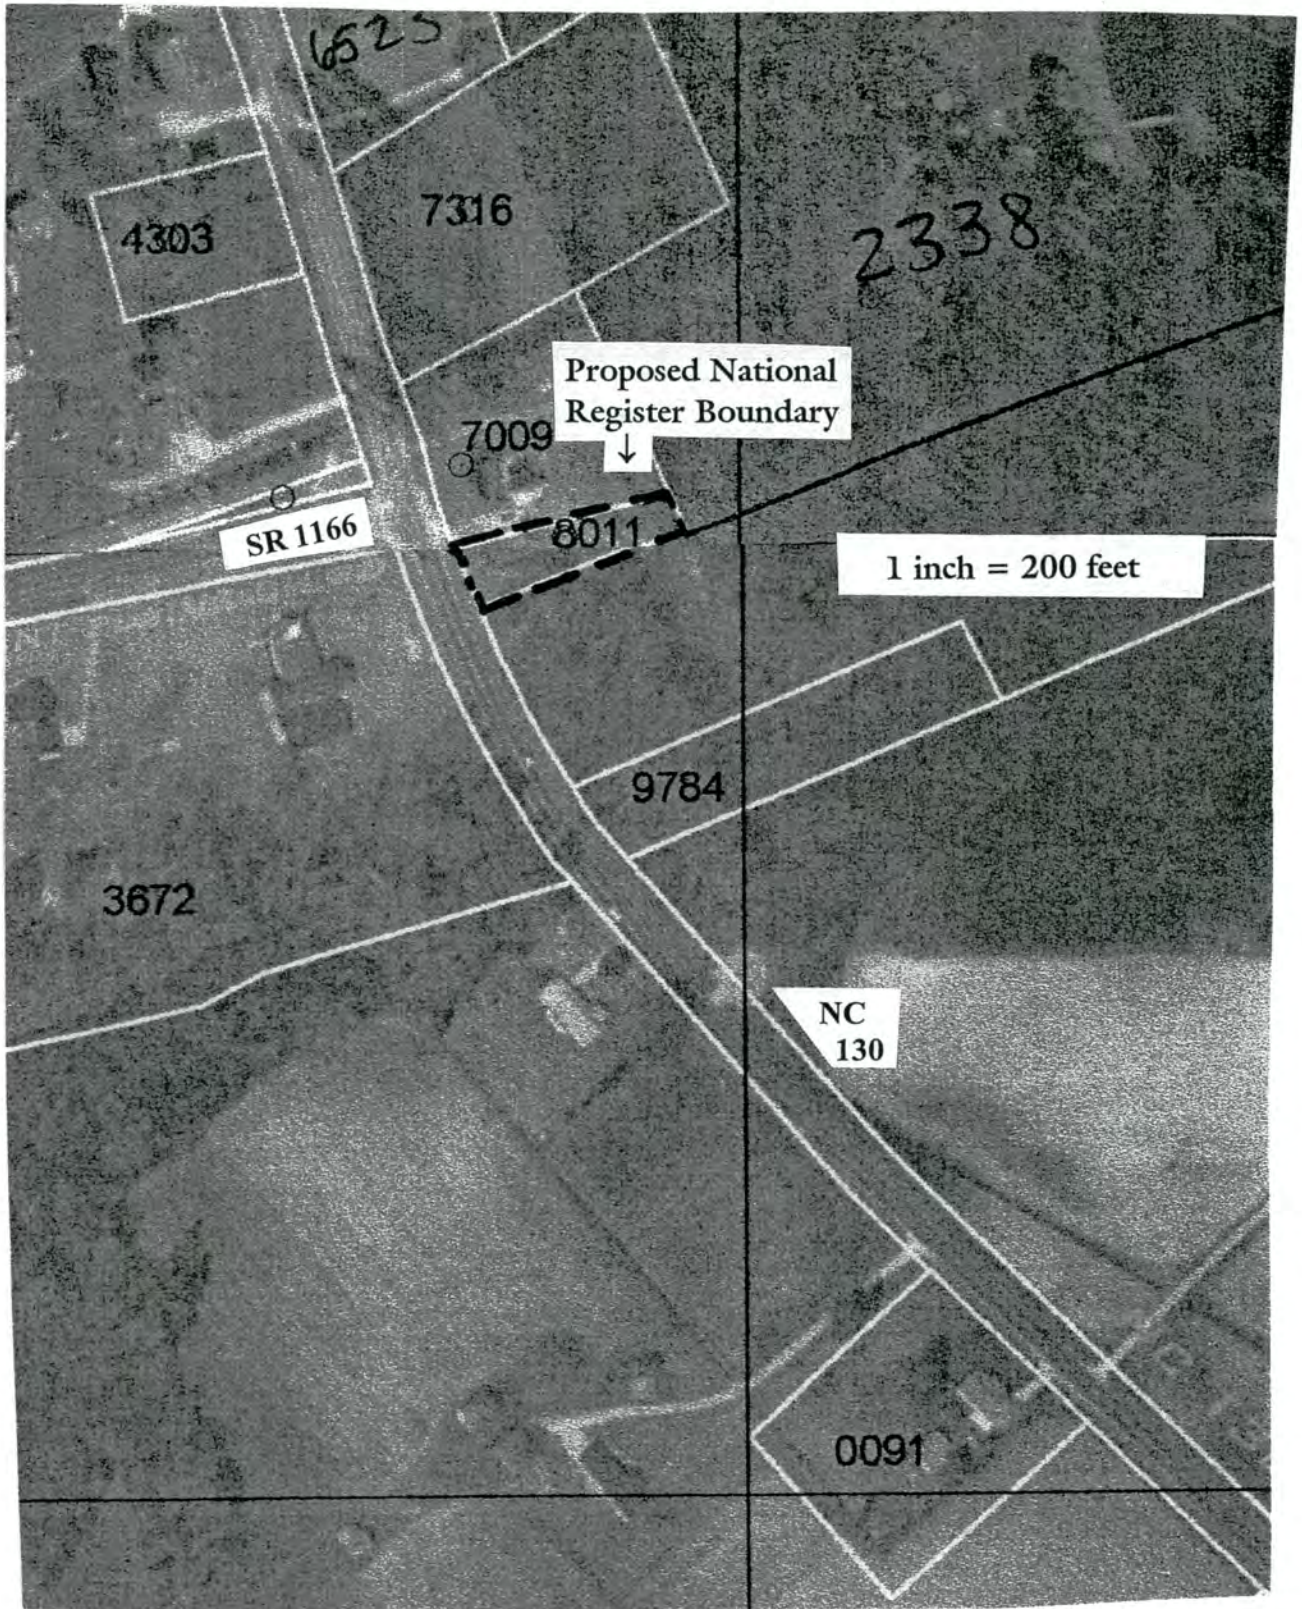 6523
7316
4303
2338
Proposed National
Register Boundary
↓
7009
8011
SR 1166
1 inch = 200 feet
9784
3672
NC
130
0091